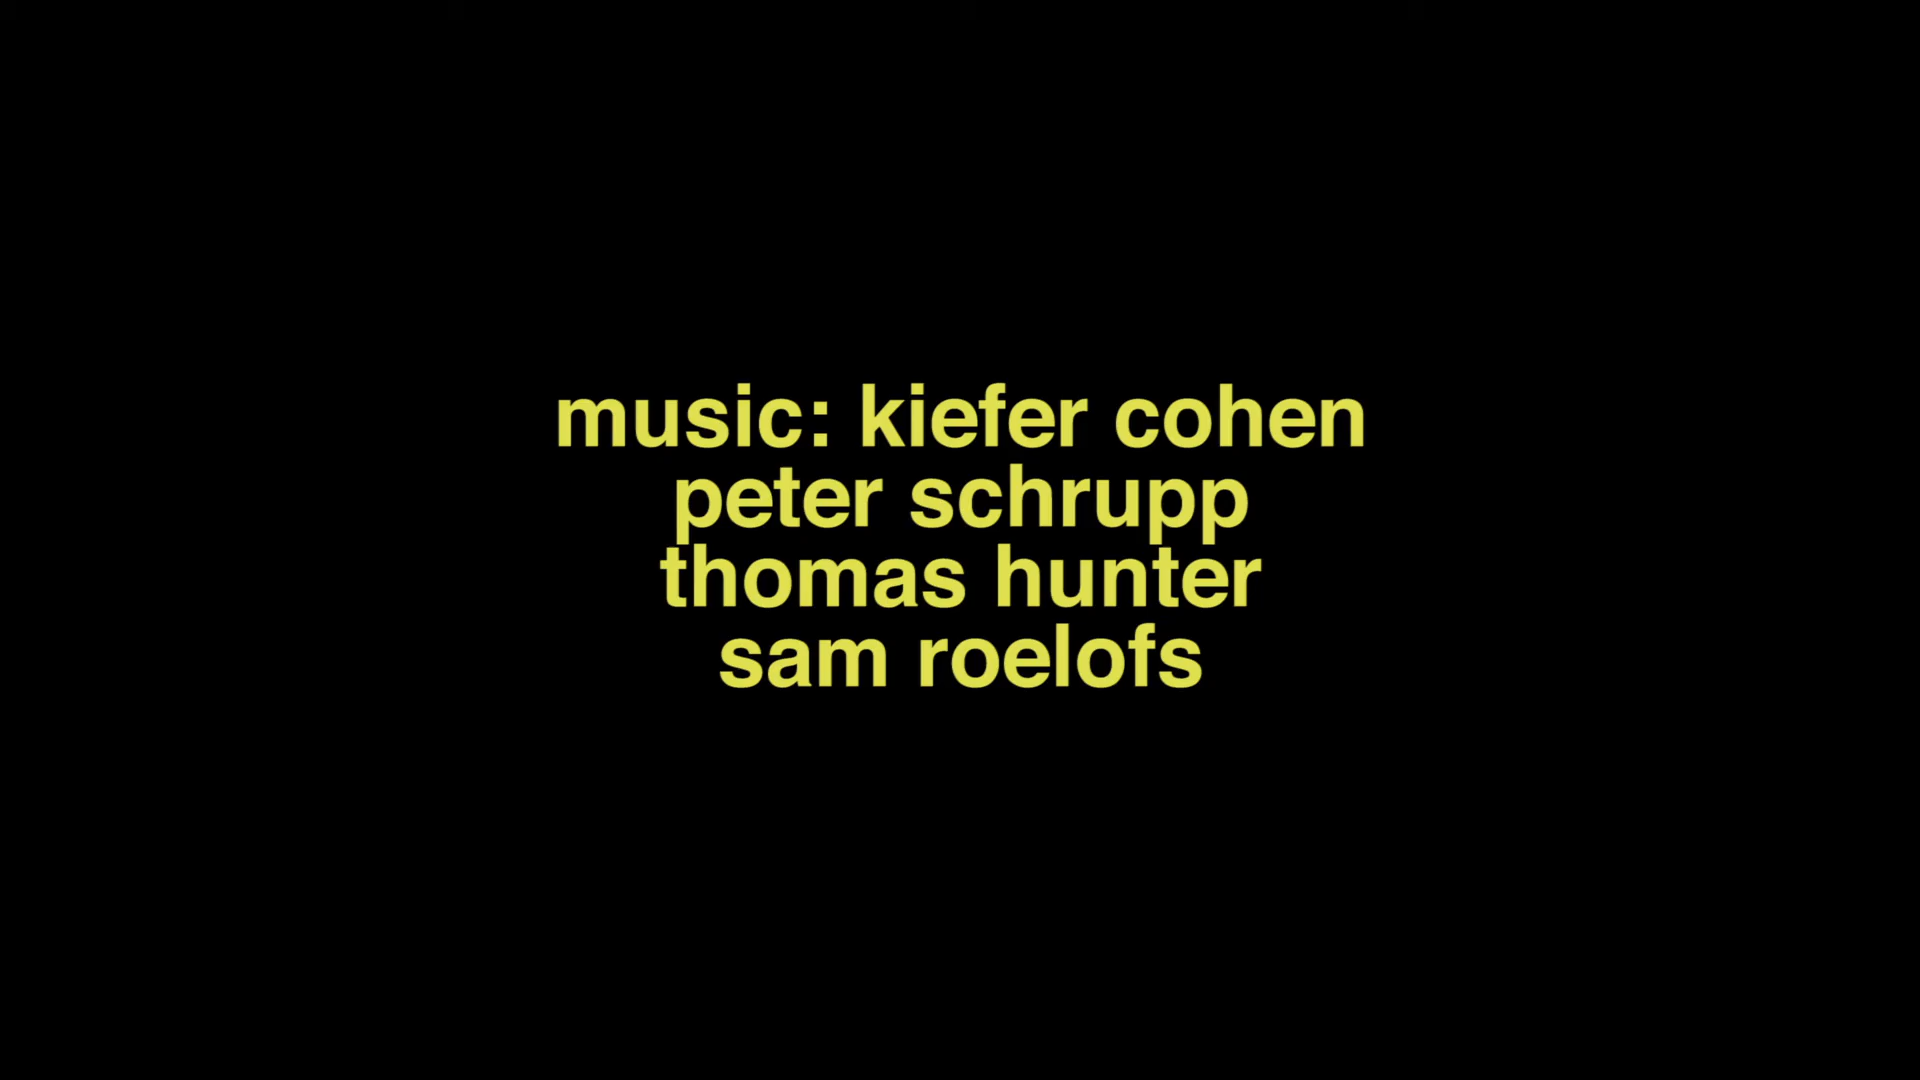 music: kiefer cohen
peter schrupp
thomas hunter
sam roelofs